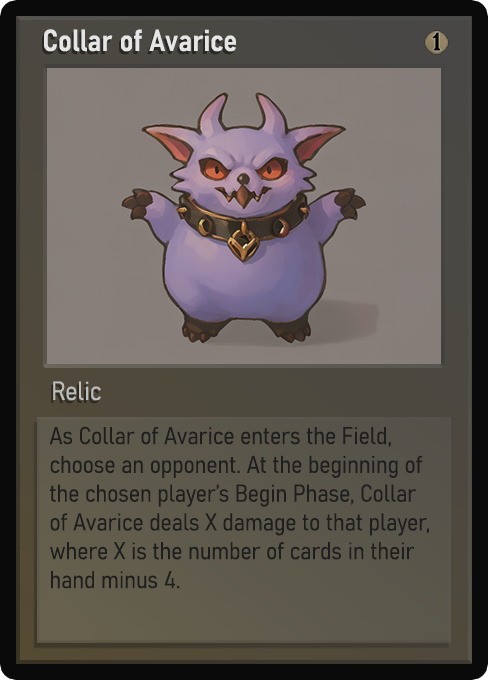 Collar of Avarice
1
Relic
As Collar of Avarice enters the Field,
choose an opponent. At the beginning of
the chosen player's Begin Phase, Collar
of Avarice deals X damage to that player,
where X is the number of cards in their
hand minus 4.